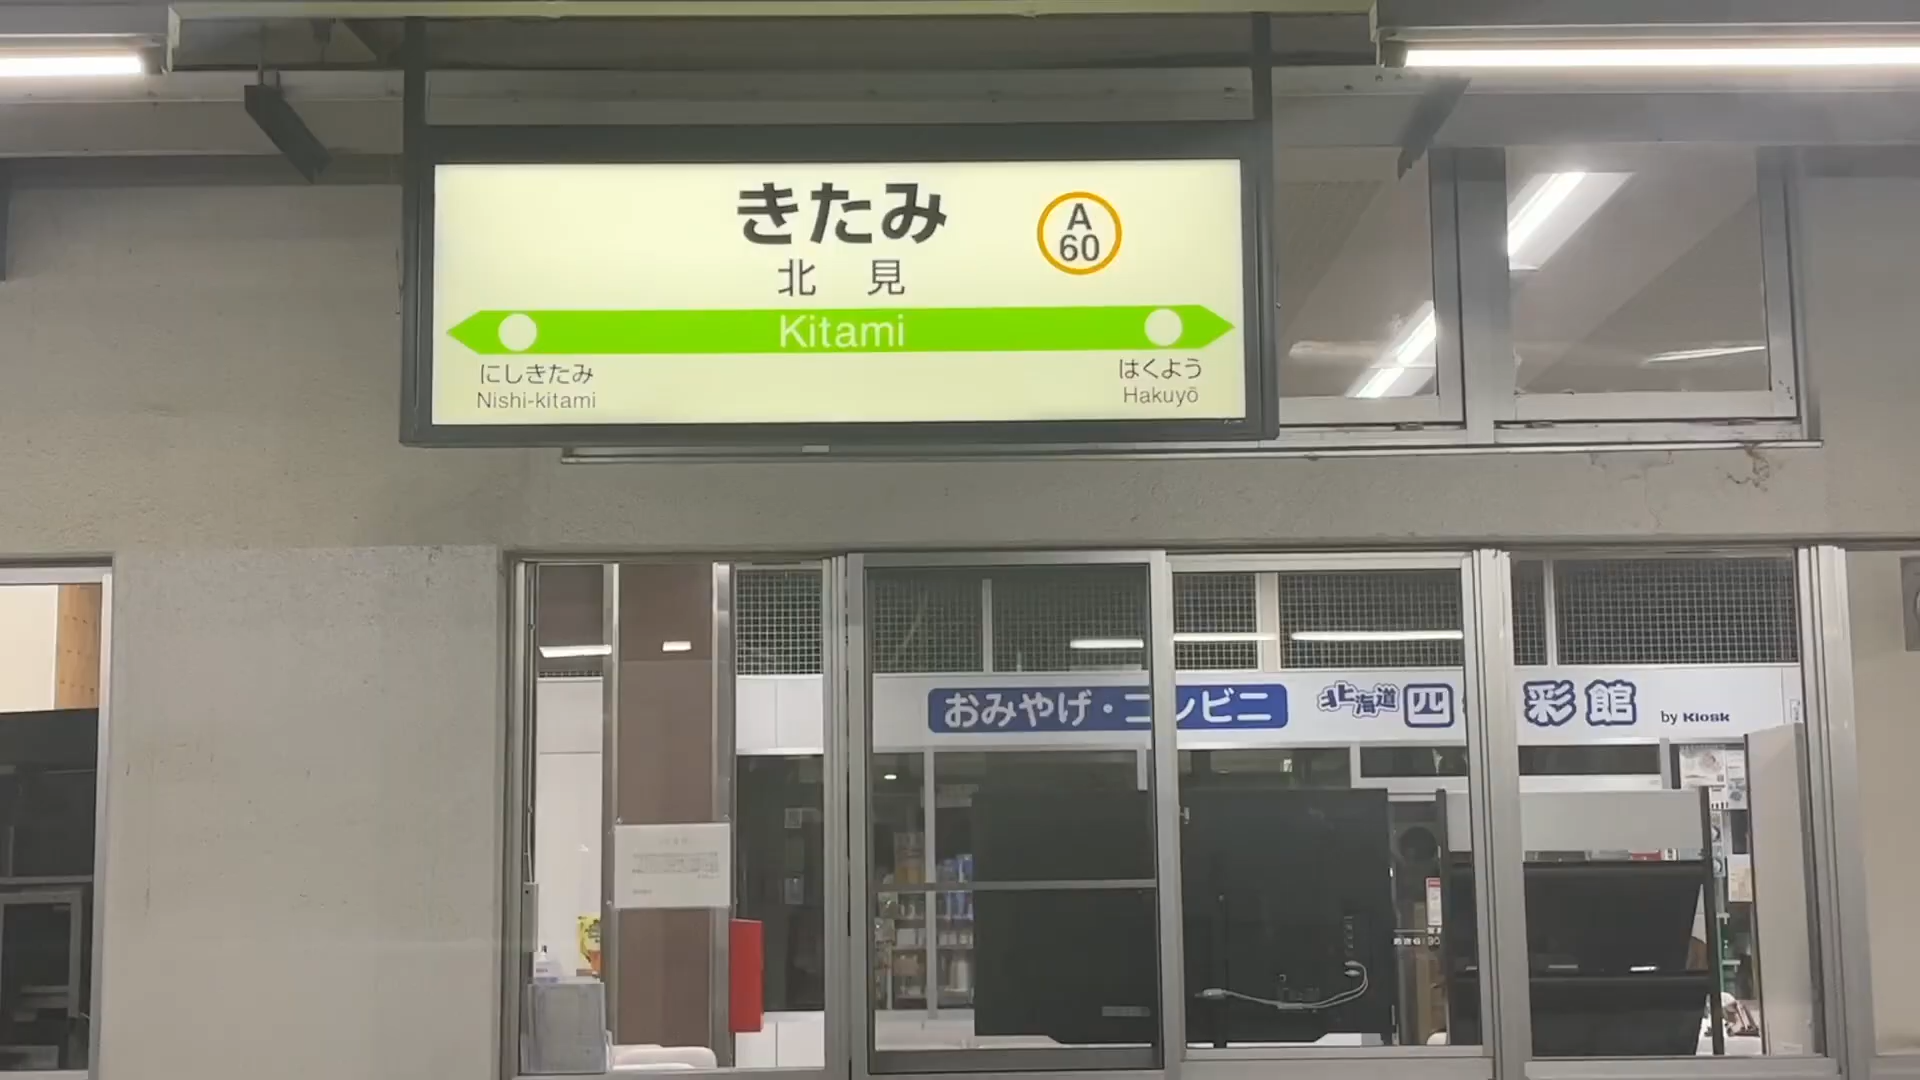 きたみ
A
60
北見
Kitami
にしきたみ
Nishi-kitami
はくよう
Hakuyō
おみやげ・コンビニ
北海道四 彩館 by Kiosk